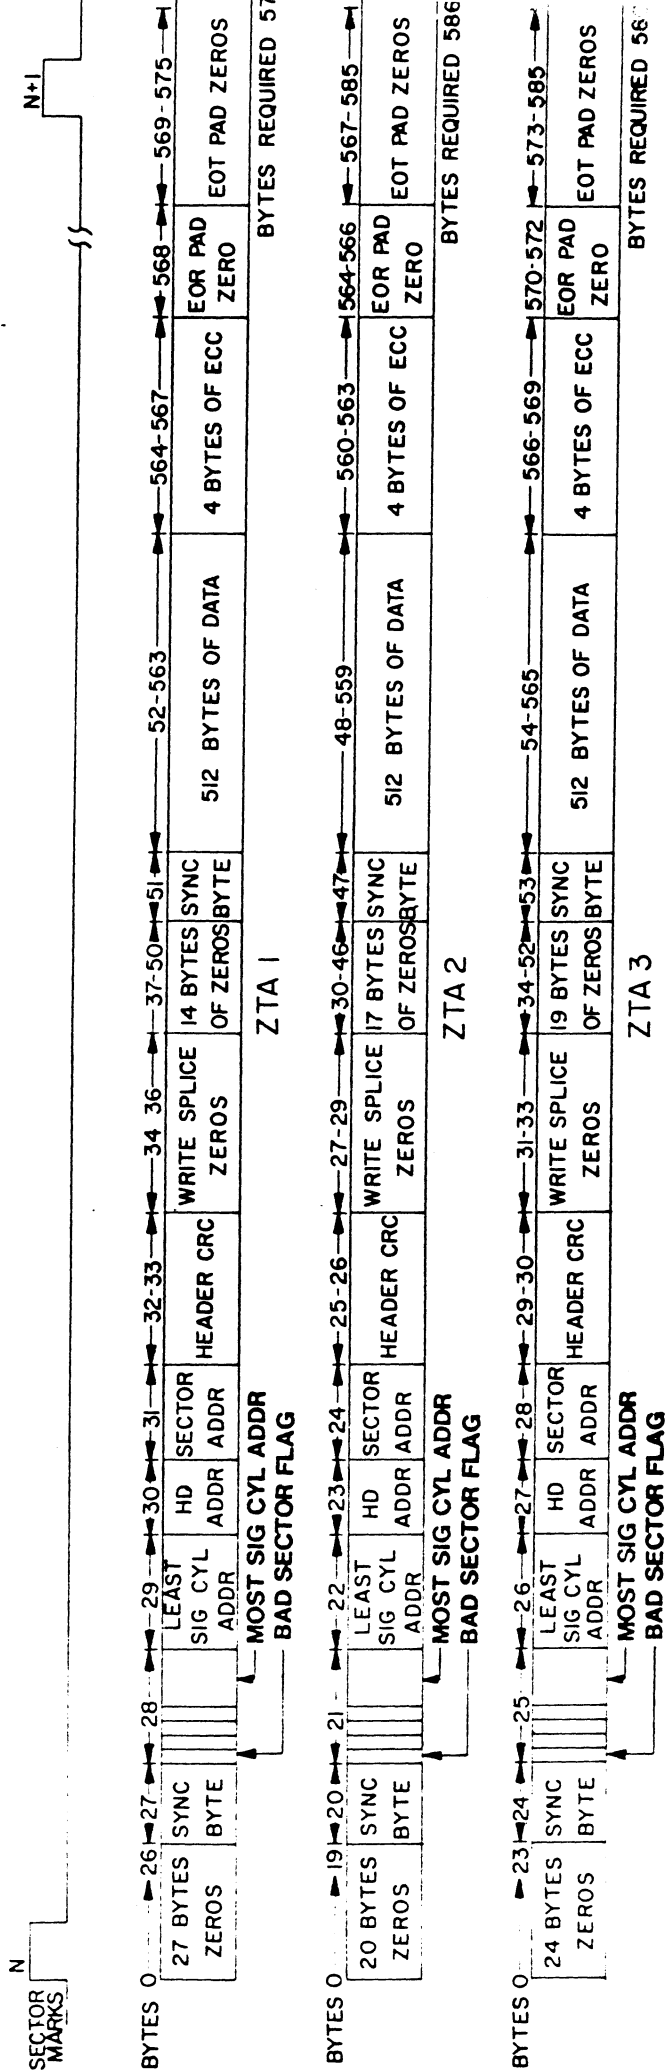 SECTOR MARKS N N+1
BYTES 0 26 27 28 29 30 31 32-33 34 36 37-50 51 52-563 564-567 568 569-575
27 BYTES ZEROS
SYNC BYTE
LEAST SIG CYL ADDR
HD ADDR
SECTOR ADDR
HEADER CRC
WRITE SPLICE ZEROS
14 BYTES OF ZEROS
SYNC BYTE
512 BYTES OF DATA
4 BYTES OF ECC
EOR PAD ZERO
EOT PAD ZEROS
MOST SIG CYL ADDR
BAD SECTOR FLAG
ZTA 1
BYTES REQUIRED
BYTES 0 19 20 21 22 23 24 25-26 27-29 30-46 47 48-559 560-563 564-566 567-585
20 BYTES ZEROS
SYNC BYTE
LEAST SIG CYL ADDR
HD ADDR
SECTOR ADDR
HEADER CRC
WRITE SPLICE ZEROS
17 BYTES OF ZEROS
SYNC BYTE
512 BYTES OF DATA
4 BYTES OF ECC
EOR PAD ZERO
EOT PAD ZEROS
MOST SIG CYL ADDR
BAD SECTOR FLAG
ZTA 2
BYTES REQUIRED 586
BYTES 0 23 24 25 26 27 28 29-30 31-33 34-52 53 54-565 566-569 570-572 573-585
24 BYTES ZEROS
SYNC BYTE
LEAST SIG CYL ADDR
HD ADDR
SECTOR ADDR
HEADER CRC
WRITE SPLICE ZEROS
19 BYTES OF ZEROS
SYNC BYTE
512 BYTES OF DATA
4 BYTES OF ECC
EOR PAD ZERO
EOT PAD ZEROS
MOST SIG CYL ADDR
BAD SECTOR FLAG
ZTA 3
BYTES REQUIRED